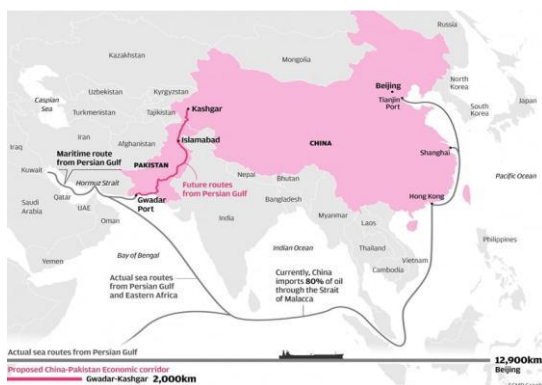 Russia
Kazakhstan
Mongolia
Caspian
Sea
Uzbekistan
Kyrgyzstan
Turkmenistan
Tajikistan
Kashgar
Beijing
Tianjin
Port
North
Korea
South
Korea
Japan
Iraq
Iran
Afghanistan
Islamabad
CHINA
Shanghai
Maritime route
from Persian Gulf
PAKISTAN
Kuwait
Hormuz Strait
Future routes
from Persian Gulf
Nepal
Bhutan
Pacific Ocean
Qatar
Saudi
Arabia
UAE
Gwadar
Port
Oman
India
Bangladesh
Hong Kong
Myanmar
Laos
Yemen
Bay of Bengal
Indian Ocean
Thailand
Vietnam
Cambodia
Philippines
Actual sea routes
from Persian Gulf
and Eastern Africa
Currently, China
imports 80% of oil
through the Strait
of Malacca
Actual sea routes from Persian Gulf
12,900km
Beijing
Proposed China-Pakistan Economic corridor
Gwadar-Kashgar 2,000km